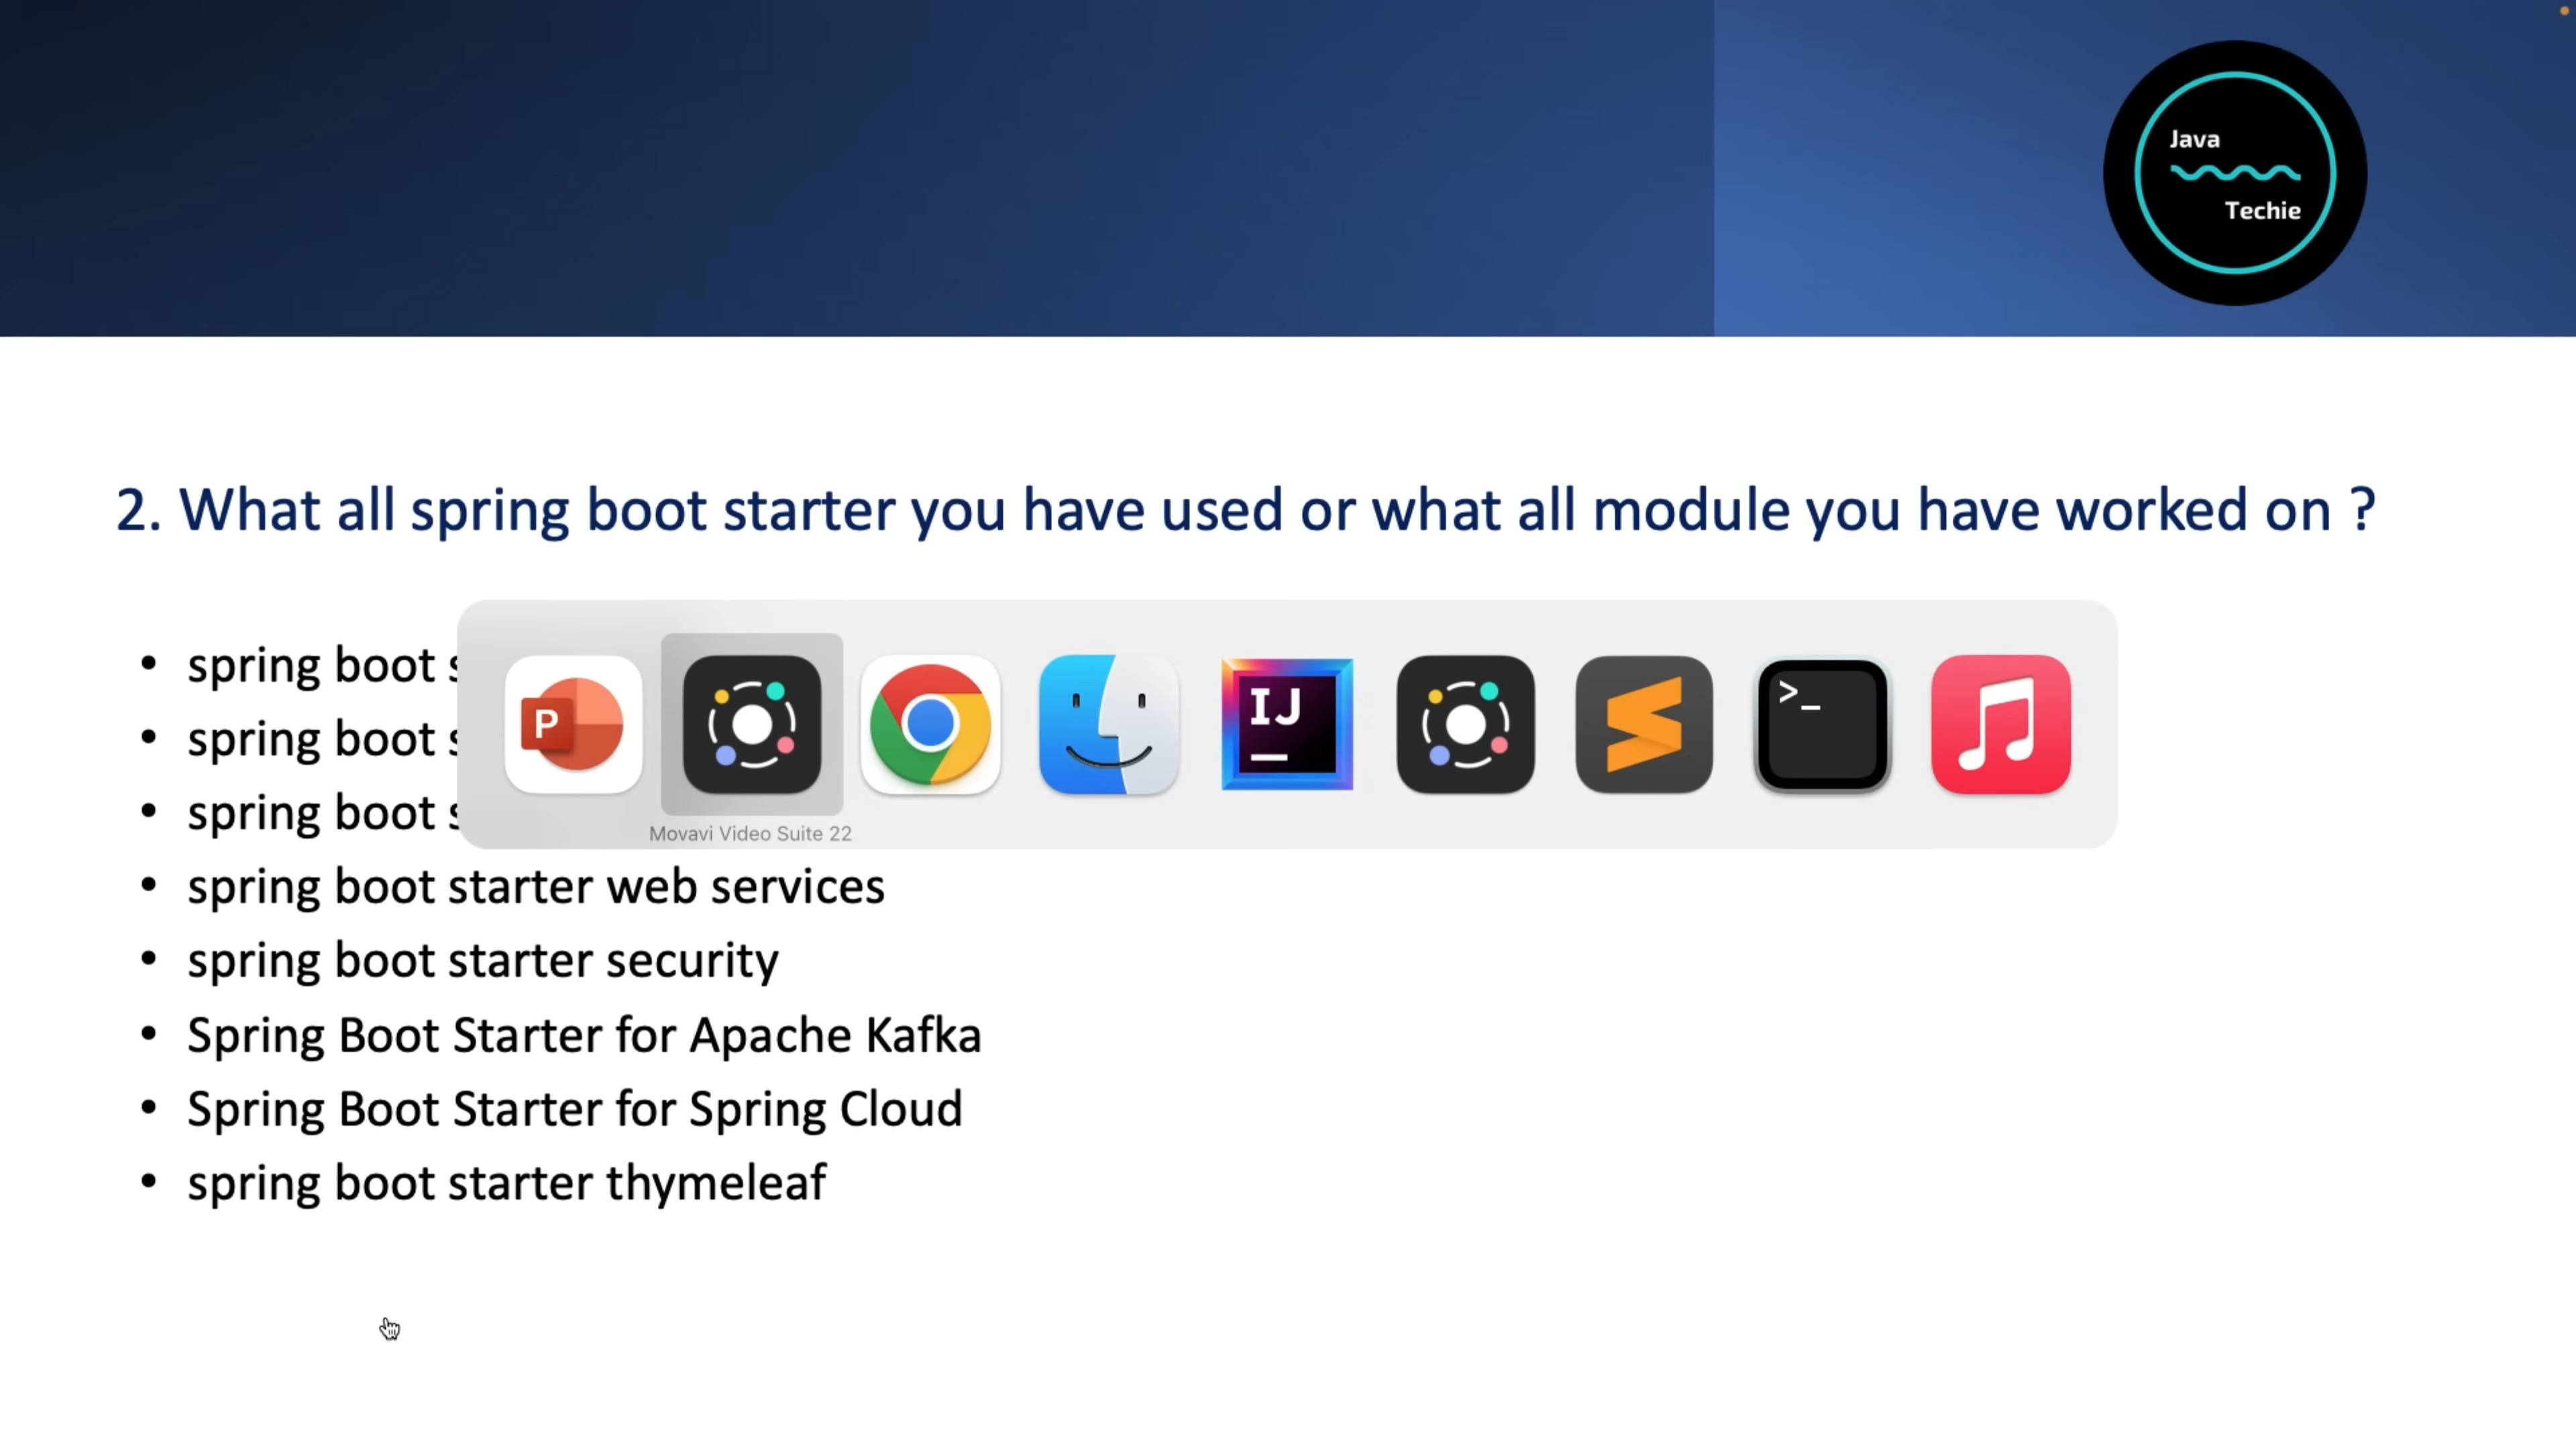 Java
Techie
2. What all spring boot starter you have used or what all module you have worked on ?
• spring boot
• spring boot
• spring boot
P
IJ
>_
Movavi Video Suite 22
• spring boot starter web services
• spring boot starter security
• Spring Boot Starter for Apache Kafka
• Spring Boot Starter for Spring Cloud
• spring boot starter thymeleaf